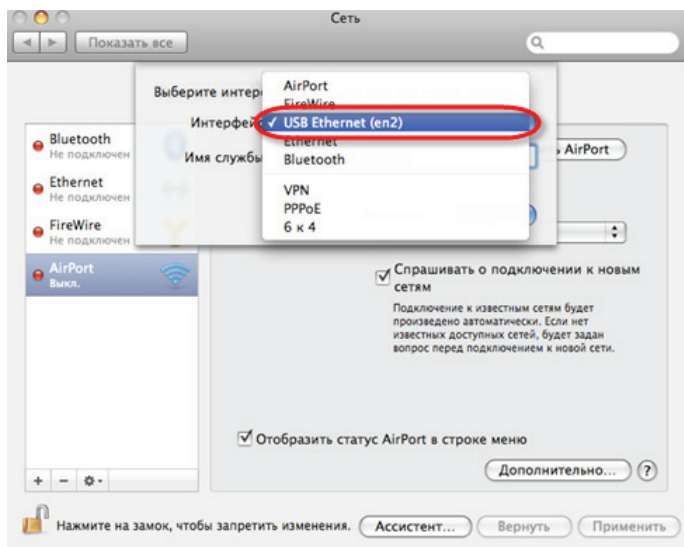 Сеть
Показать все
Выберите интер
AirPort
FireWire
Интерфей
✓ USB Ethernet (en2)
Ethernet
Имя службы
Bluetooth
VPN
PPPoE
6 к 4
AirPort
Bluetooth
Не подключен
Ethernet
Не подключен
FireWire
Не подключен
AirPort
Выкл.
Спрашивать о подключении к новым
сетям
Подключение к известным сетям будет
произведено автоматически. Если нет
известных доступных сетей, будет задан
вопрос перед подключением к новой сети.
Отобразить статус AirPort в строке меню
Дополнительно... ?
+ −
Нажмите на замок, чтобы запретить изменения. Ассистент... Вернуть Применить